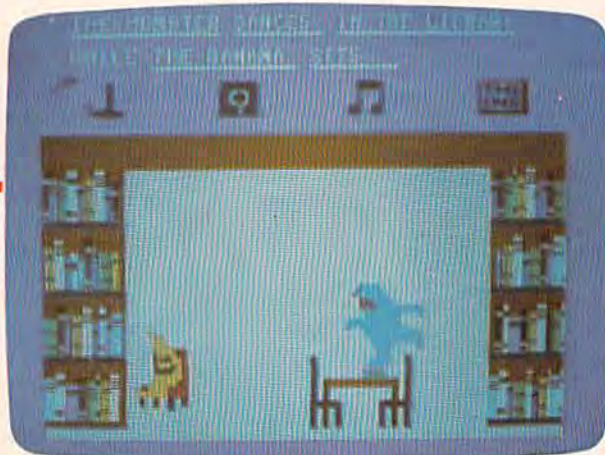 THE MONSTER DANCES IN THE LIBRARY
WHILE THE BANANA SITS...